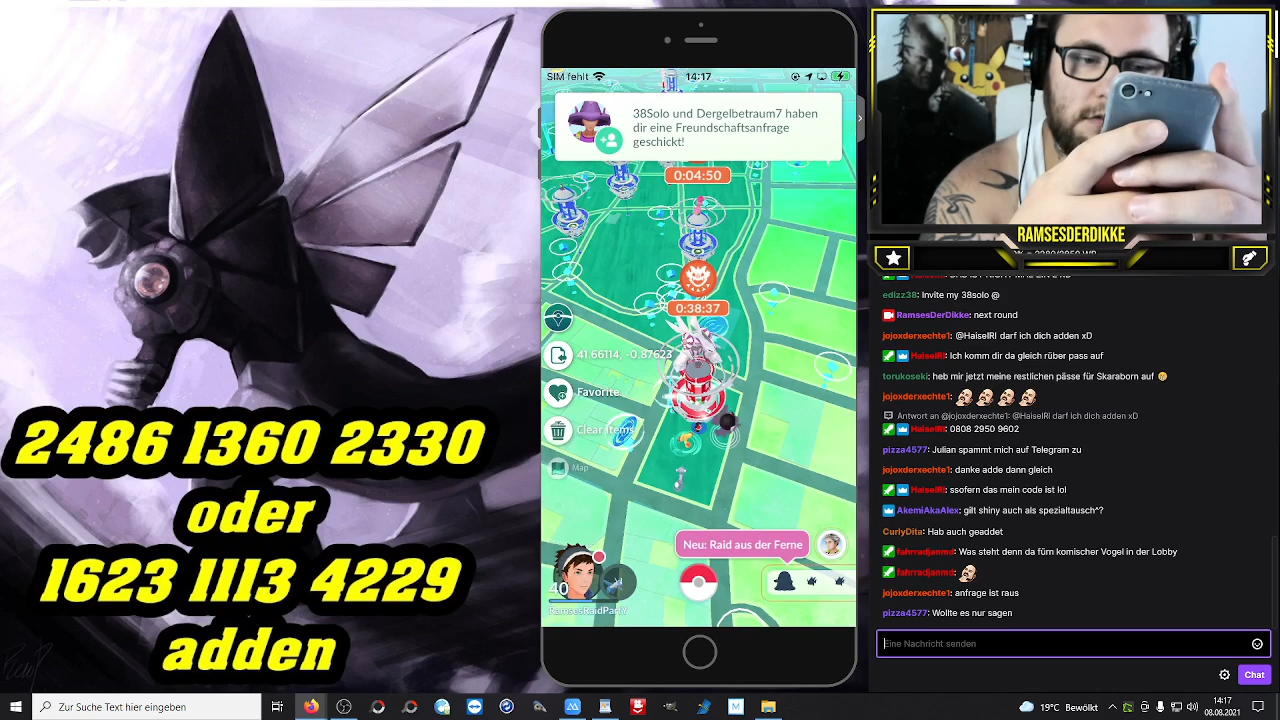 2486 1360 2330
oder
1623 1113 4229
adden
SIM fehlt
14:17
38Solo und Dergelbetraum7 haben
dir eine Freundschaftsanfrage
geschickt!
0:04:50
0:38:37
41.66114, -0.87623
Favorite
Clear Items
Map
Neu: Raid aus der Ferne
40
RamsesRaidPartY
RAMSESDERDIKKE
edizz38: Invite my 38solo @
RamsesDerDikke: next round
jojoxderxechte1: @HaiseIRl darf ich dich adden xD
HaiseIRl: Ich komm dir da gleich rüber pass auf
torukoseki: heb mir jetzt meine restlichen pässe für Skaraborn auf
jojoxderxechte1:
Antwort an @jojoxderxechte1: @HaiseIRl darf ich dich adden xD
HaiseIRl: 0808 2950 9602
pizza4577: Julian spammt mich auf Telegram zu
jojoxderxechte1: danke adde dann gleich
HaiseIRl: ssofern das mein code ist lol
AkemiAkaAlex: gilt shiny auch als spezialtausch^?
CurlyDita: Hab auch geaddet
fahrradjanmd: Was steht denn da fürn komischer Vogel in der Lobby
fahrradjanmd:
jojoxderxechte1: anfrage ist raus
pizza4577: Wollte es nur sagen
Eine Nachricht senden
Chat
Zur Suche Text hier eingeben
19°C Bewölkt
14:17
08.08.2021